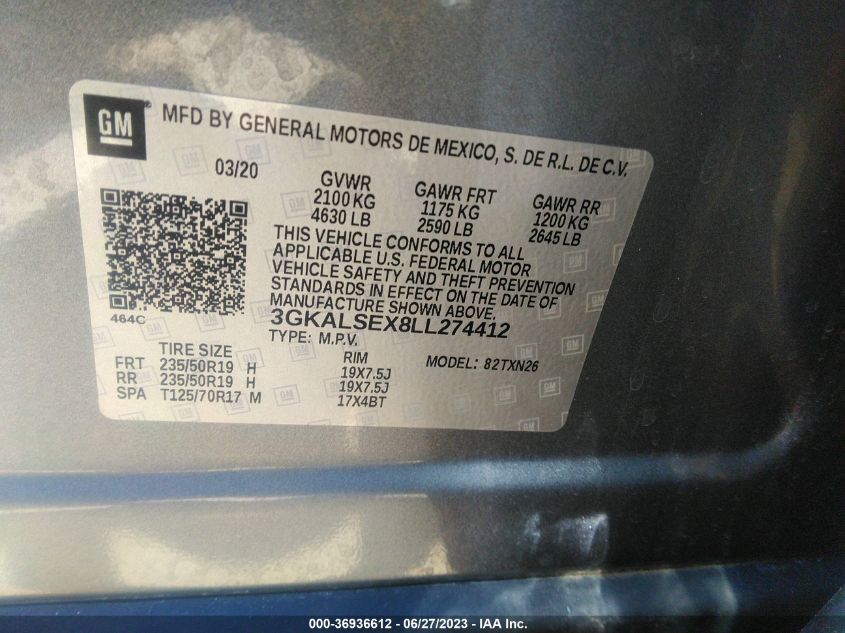 GM® MFD BY GENERAL MOTORS DE MEXICO, S. DE R.L. DE C.V.
03/20
GVWR GAWR FRT GAWR RR
2100 KG 1175 KG 1200 KG
4630 LB 2590 LB 2645 LB
THIS VEHICLE CONFORMS TO ALL
APPLICABLE U.S. FEDERAL MOTOR
VEHICLE SAFETY AND THEFT PREVENTION
STANDARDS IN EFFECT ON THE DATE OF
MANUFACTURE SHOWN ABOVE.
464C
3GKALSEX8LL274412
TYPE: M.P.V.
MODEL: 82TXN26
TIRE SIZE RIM
FRT 235/50R19 H 19X7.5J
RR 235/50R19 H 19X7.5J
SPA T125/70R17 M 17X4BT
000-36936612 - 06/27/2023 - IAA Inc.